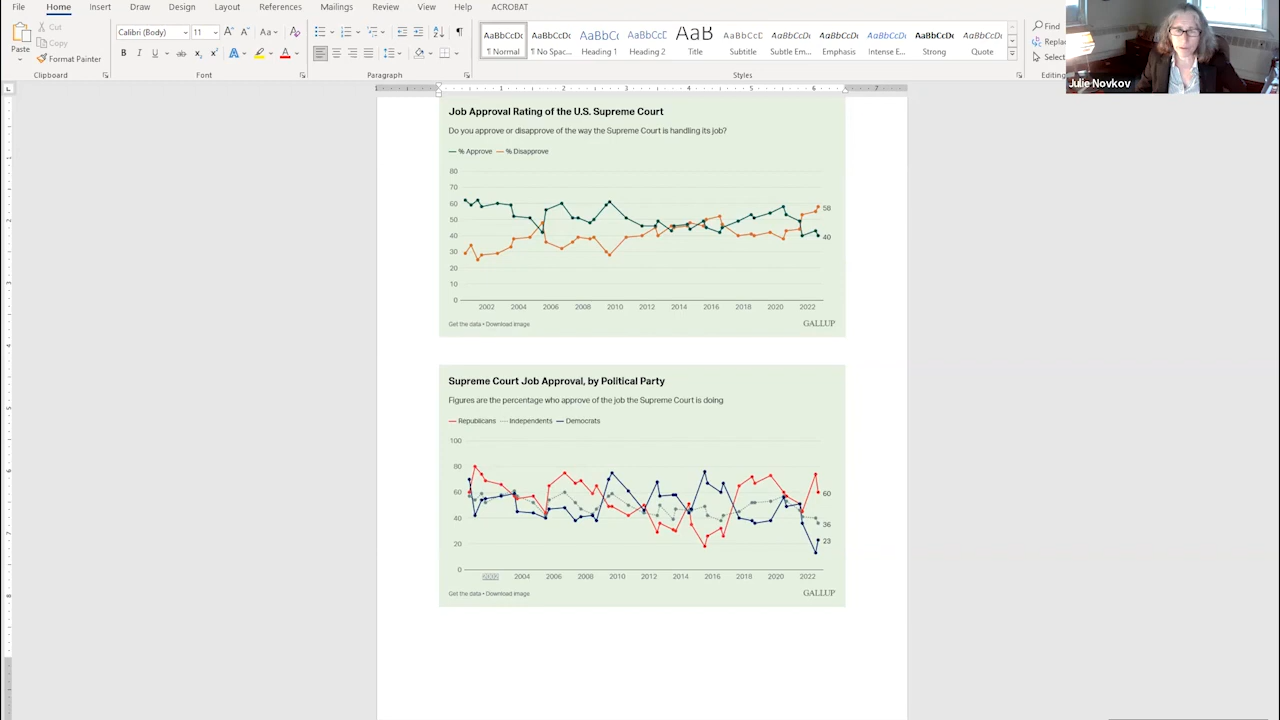 File Home Insert Draw Design Layout References Mailings Review View Help ACROBAT
Paste
Cut
Copy
Format Painter
Calibri (Body) 11
Clipboard Font Paragraph Styles Editing
AaBbCcDc AaBbCcDc AaBbC( AaBbCcC AaB AaBbCcC AaBbCcDc AaBbCcDc AaBbCcDc AaBbCcDc AaBbCcDc
¶ Normal ¶ No Spac... Heading 1 Heading 2 Title Subtitle Subtle Em... Emphasis Intense E... Strong Quote
Find
Repla
Select
Julie Novkov
Job Approval Rating of the U.S. Supreme Court
Do you approve or disapprove of the way the Supreme Court is handling its job?
% Approve % Disapprove
80
70
60
50
40
30
20
10
0
58
40
2002 2004 2006 2008 2010 2012 2014 2016 2018 2020 2022
Get the data • Download image GALLUP
Supreme Court Job Approval, by Political Party
Figures are the percentage who approve of the job the Supreme Court is doing
Republicans Independents Democrats
100
80
60
40
20
0
60
36
23
2004 2006 2008 2010 2012 2014 2016 2018 2020 2022
Get the data • Download image GALLUP